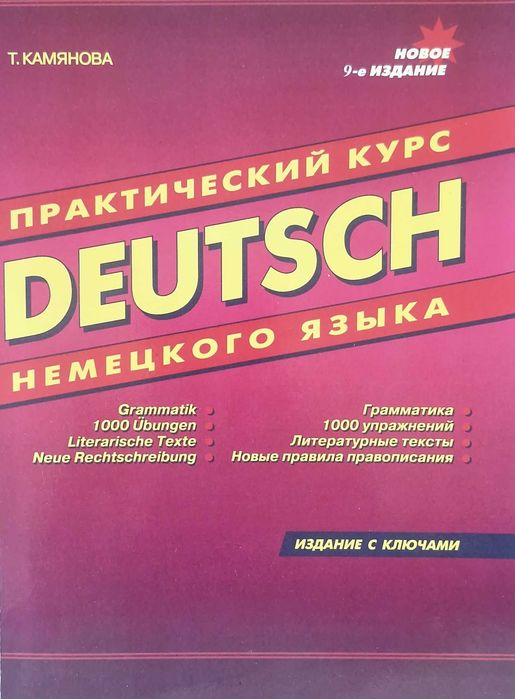 Т. КАМЯНОВА
НОВОЕ
9-е ИЗДАНИЕ
ПРАКТИЧЕСКИЙ КУРС
DEUTSCH
НЕМЕЦКОГО ЯЗЫКА
Grammatik
1000 Übungen
Literarische Texte
Neue Rechtschreibung
Грамматика
1000 упражнений
Литературные тексты
Новые правила правописания
ИЗДАНИЕ С КЛЮЧАМИ